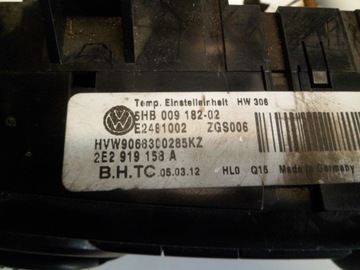 Temp. Einstelleinheit HW 306
5HB 009 182-02
E2481002 ZGS006
HVW9068300285KZ
2E2 919 158 A
B.H.TC 05.03.12 HL0 Q15 Made in Germany